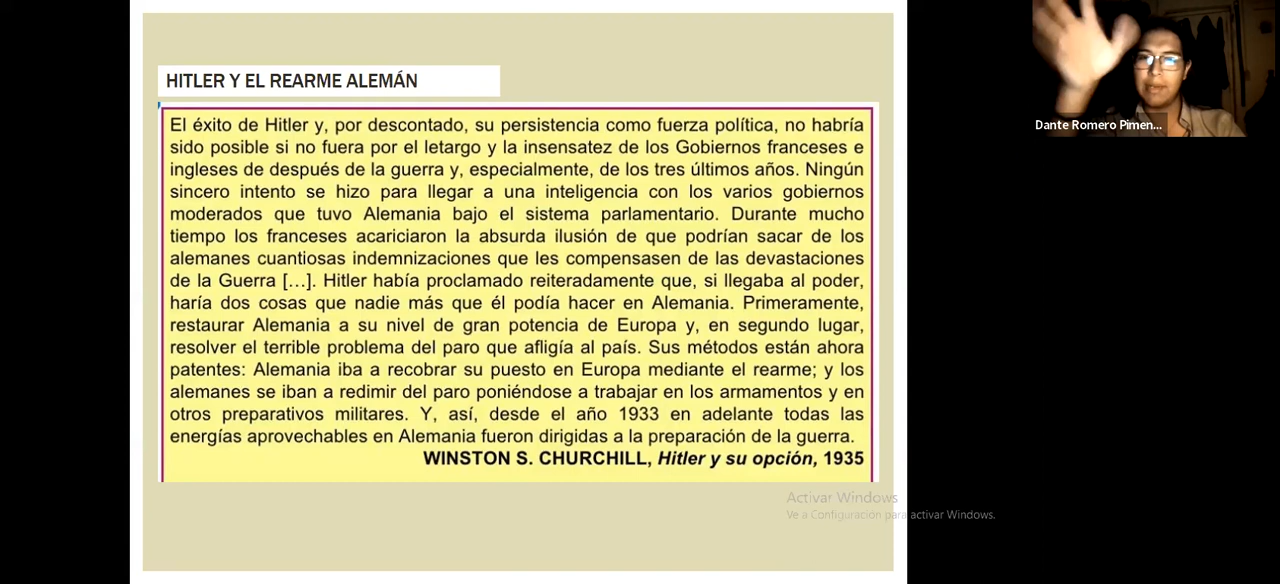 HITLER Y EL REARME ALEMÁN
El éxito de Hitler y, por descontado, su persistencia como fuerza política, no habría
sido posible si no fuera por el letargo y la insensatez de los Gobiernos franceses e
ingleses de después de la guerra y, especialmente, de los tres últimos años. Ningún
sincero intento se hizo para llegar a una inteligencia con los varios gobiernos
moderados que tuvo Alemania bajo el sistema parlamentario. Durante mucho
tiempo los franceses acariciaron la absurda ilusión de que podrían sacar de los
alemanes cuantiosas indemnizaciones que les compensasen de las devastaciones
de la Guerra [...]. Hitler había proclamado reiteradamente que, si llegaba al poder,
haría dos cosas que nadie más que él podía hacer en Alemania. Primeramente,
restaurar Alemania a su nivel de gran potencia de Europa y, en segundo lugar,
resolver el terrible problema del paro que afligía al país. Sus métodos están ahora
patentes: Alemania iba a recobrar su puesto en Europa mediante el rearme; y los
alemanes se iban a redimir del paro poniéndose a trabajar en los armamentos y en
otros preparativos militares. Y, así, desde el año 1933 en adelante todas las
energías aprovechables en Alemania fueron dirigidas a la preparación de la guerra.
WINSTON S. CHURCHILL, Hitler y su opción, 1935
Dante Romero Pimen...
Activar Windows
Ve a Configuración para activar Windows.